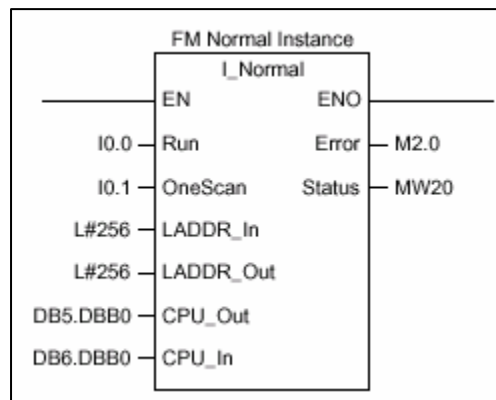 FM Normal Instance
I_Normal
EN ENO
I0.0 Run Error M2.0
I0.1 OneScan Status MW20
L#256 LADDR_In
L#256 LADDR_Out
DB5.DBB0 CPU_Out
DB6.DBB0 CPU_In